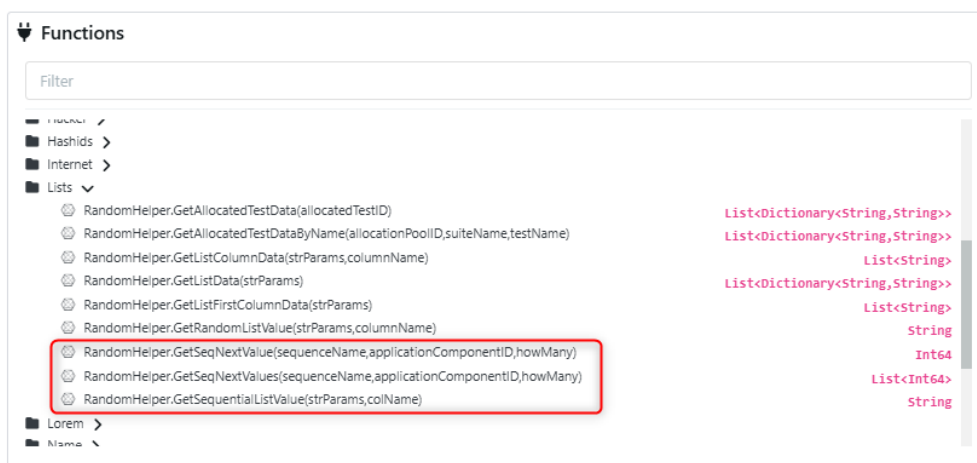 Functions
Filter
Hacker
Hashids
Internet
Lists
RandomHelper.GetAllocatedTestData(allocatedTestID) List<Dictionary<String,String>>
RandomHelper.GetAllocatedTestDataByName(allocationPoolID,suiteName,testName) List<Dictionary<String,String>>
RandomHelper.GetListColumnData(strParams,columnName) List<String>
RandomHelper.GetListData(strParams) List<Dictionary<String,String>>
RandomHelper.GetListFirstColumnData(strParams) List<String>
RandomHelper.GetRandomListValue(strParams,columnName) String
RandomHelper.GetSeqNextValue(sequenceName,applicationComponentID,howMany) Int64
RandomHelper.GetSeqNextValues(sequenceName,applicationComponentID,howMany) List<Int64>
RandomHelper.GetSequentialListValue(strParams,colName) String
Lorem
Name